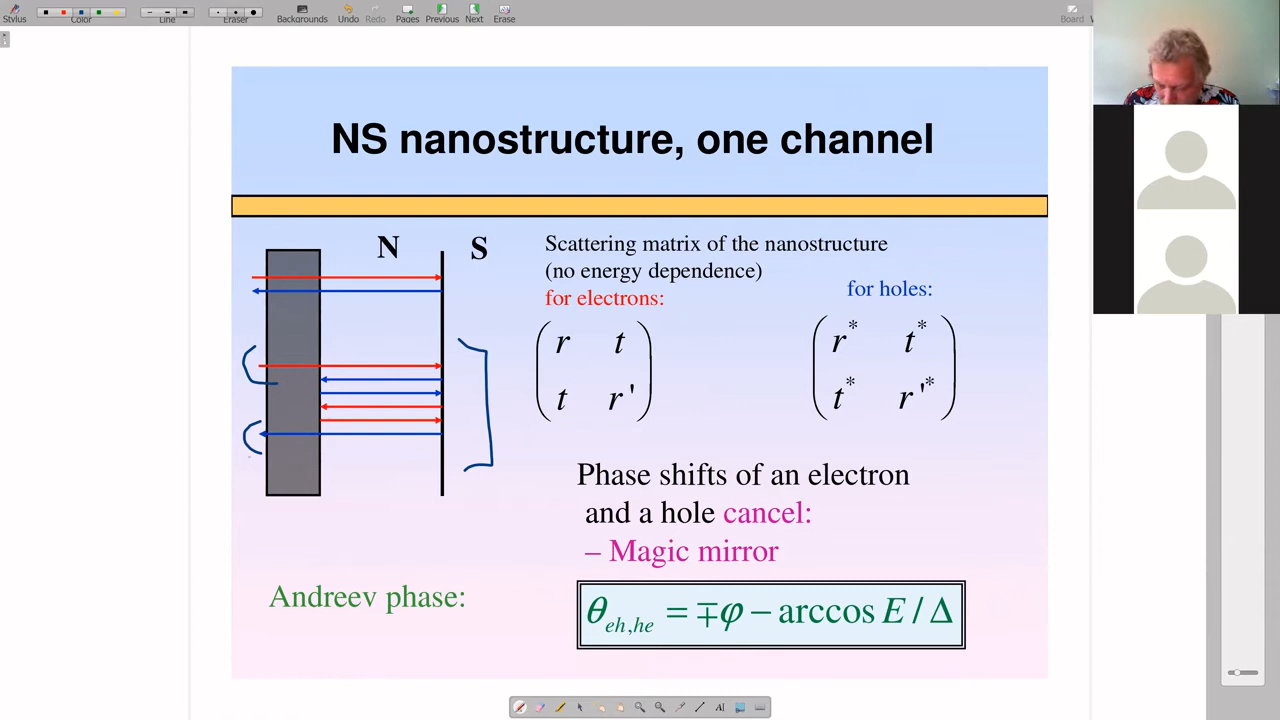 Stylus
Color
Line
Eraser
Backgrounds
Undo
Redo
Pages
Previous
Next
Erase
Board
NS nanostructure, one channel
N
S
Scattering matrix of the nanostructure
(no energy dependence)
for electrons:
for holes:
r t
t r'
r* t*
t* r'*
Phase shifts of an electron
and a hole cancel:
– Magic mirror
Andreev phase:
θeh,he = ∓φ − arccos E / Δ
AI